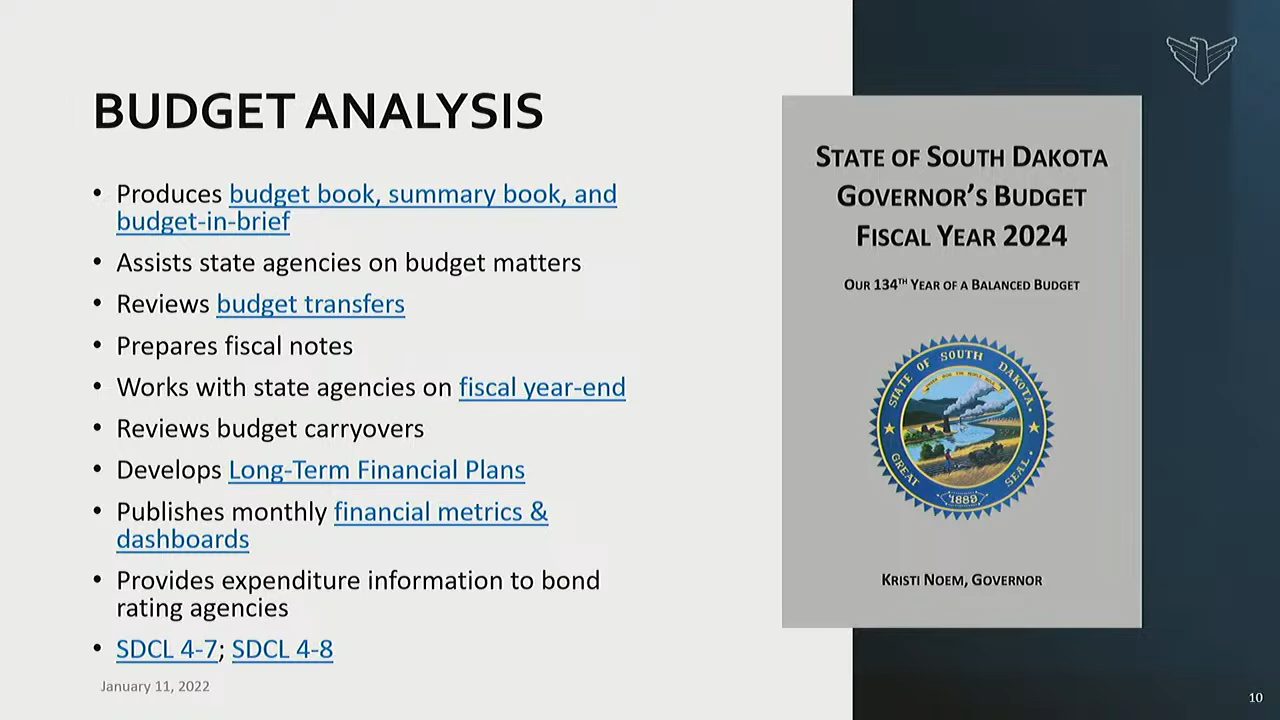 BUDGET ANALYSIS
• Produces budget book, summary book, and
budget-in-brief
• Assists state agencies on budget matters
• Reviews budget transfers
• Prepares fiscal notes
• Works with state agencies on fiscal year-end
• Reviews budget carryovers
• Develops Long-Term Financial Plans
• Publishes monthly financial metrics &
dashboards
• Provides expenditure information to bond
rating agencies
• SDCL 4-7; SDCL 4-8
January 11, 2022
STATE OF SOUTH DAKOTA
GOVERNOR'S BUDGET
FISCAL YEAR 2024
OUR 134TH YEAR OF A BALANCED BUDGET
STATE OF SOUTH DAKOTA.
GREAT SEAL.
1889
KRISTI NOEM, GOVERNOR
10